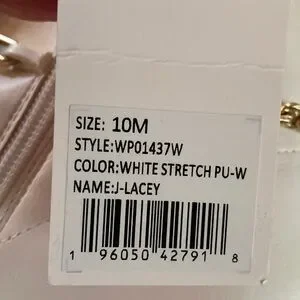 SIZE: 10M
STYLE:WP01437W
COLOR:WHITE STRETCH PU-W
NAME:J-LACEY
1 96050 42791 8